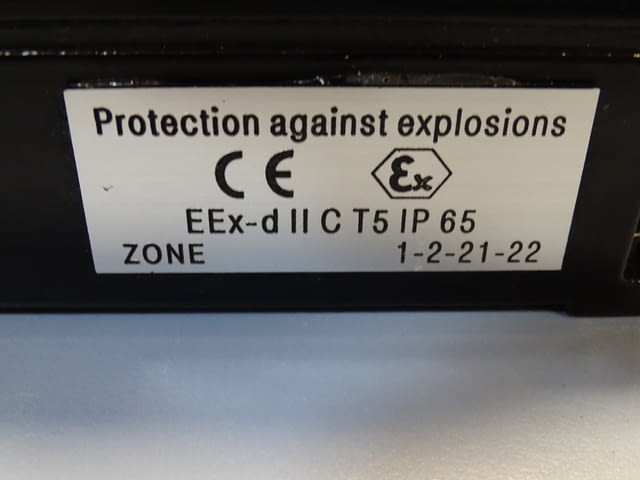 Protection against explosions
CE Ex
EEx-d II C T5 IP 65
ZONE 1-2-21-22